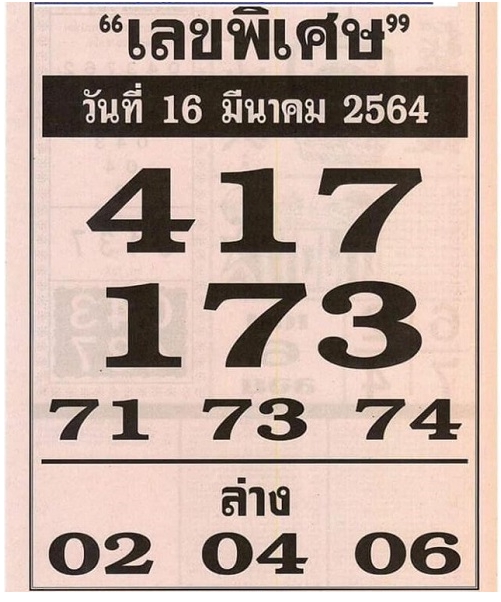 “เลขพิเศษ”
วันที่ 16 มีนาคม 2564
417
173
71 73 74
ล่าง
02 04 06